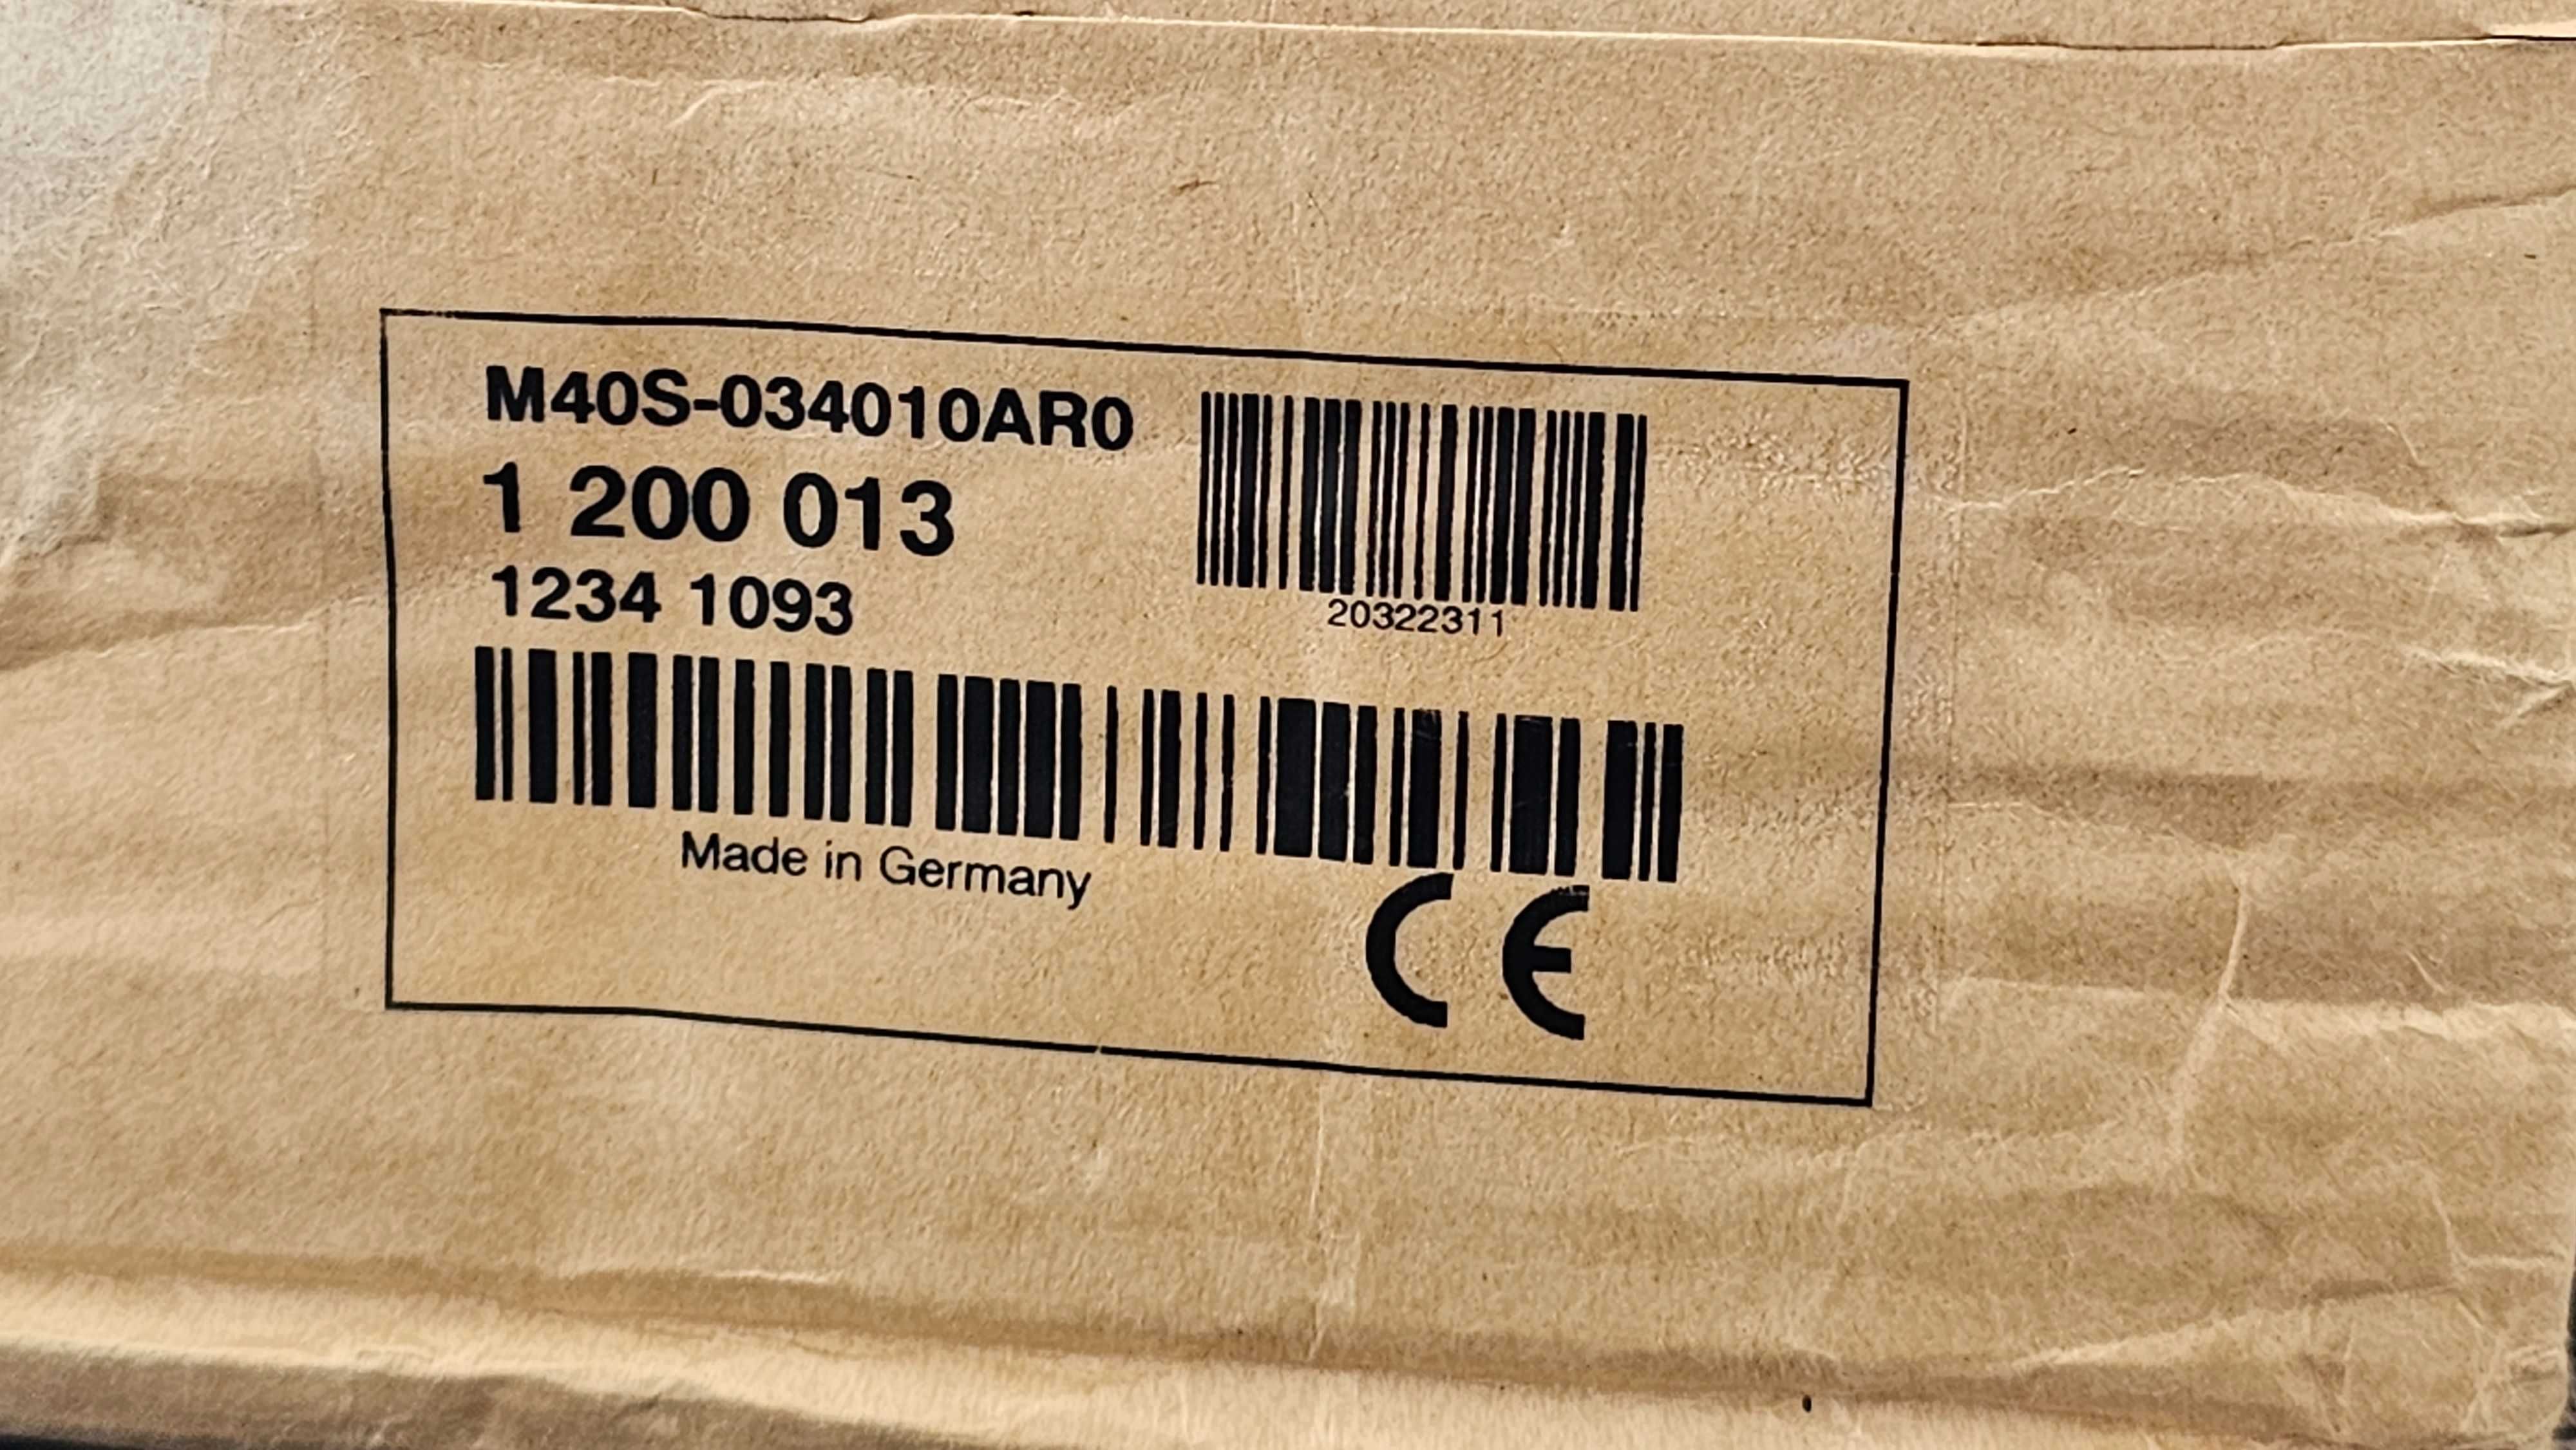 M40S-034010AR0
1 200 013
1234 1093
20322311
Made in Germany
CE